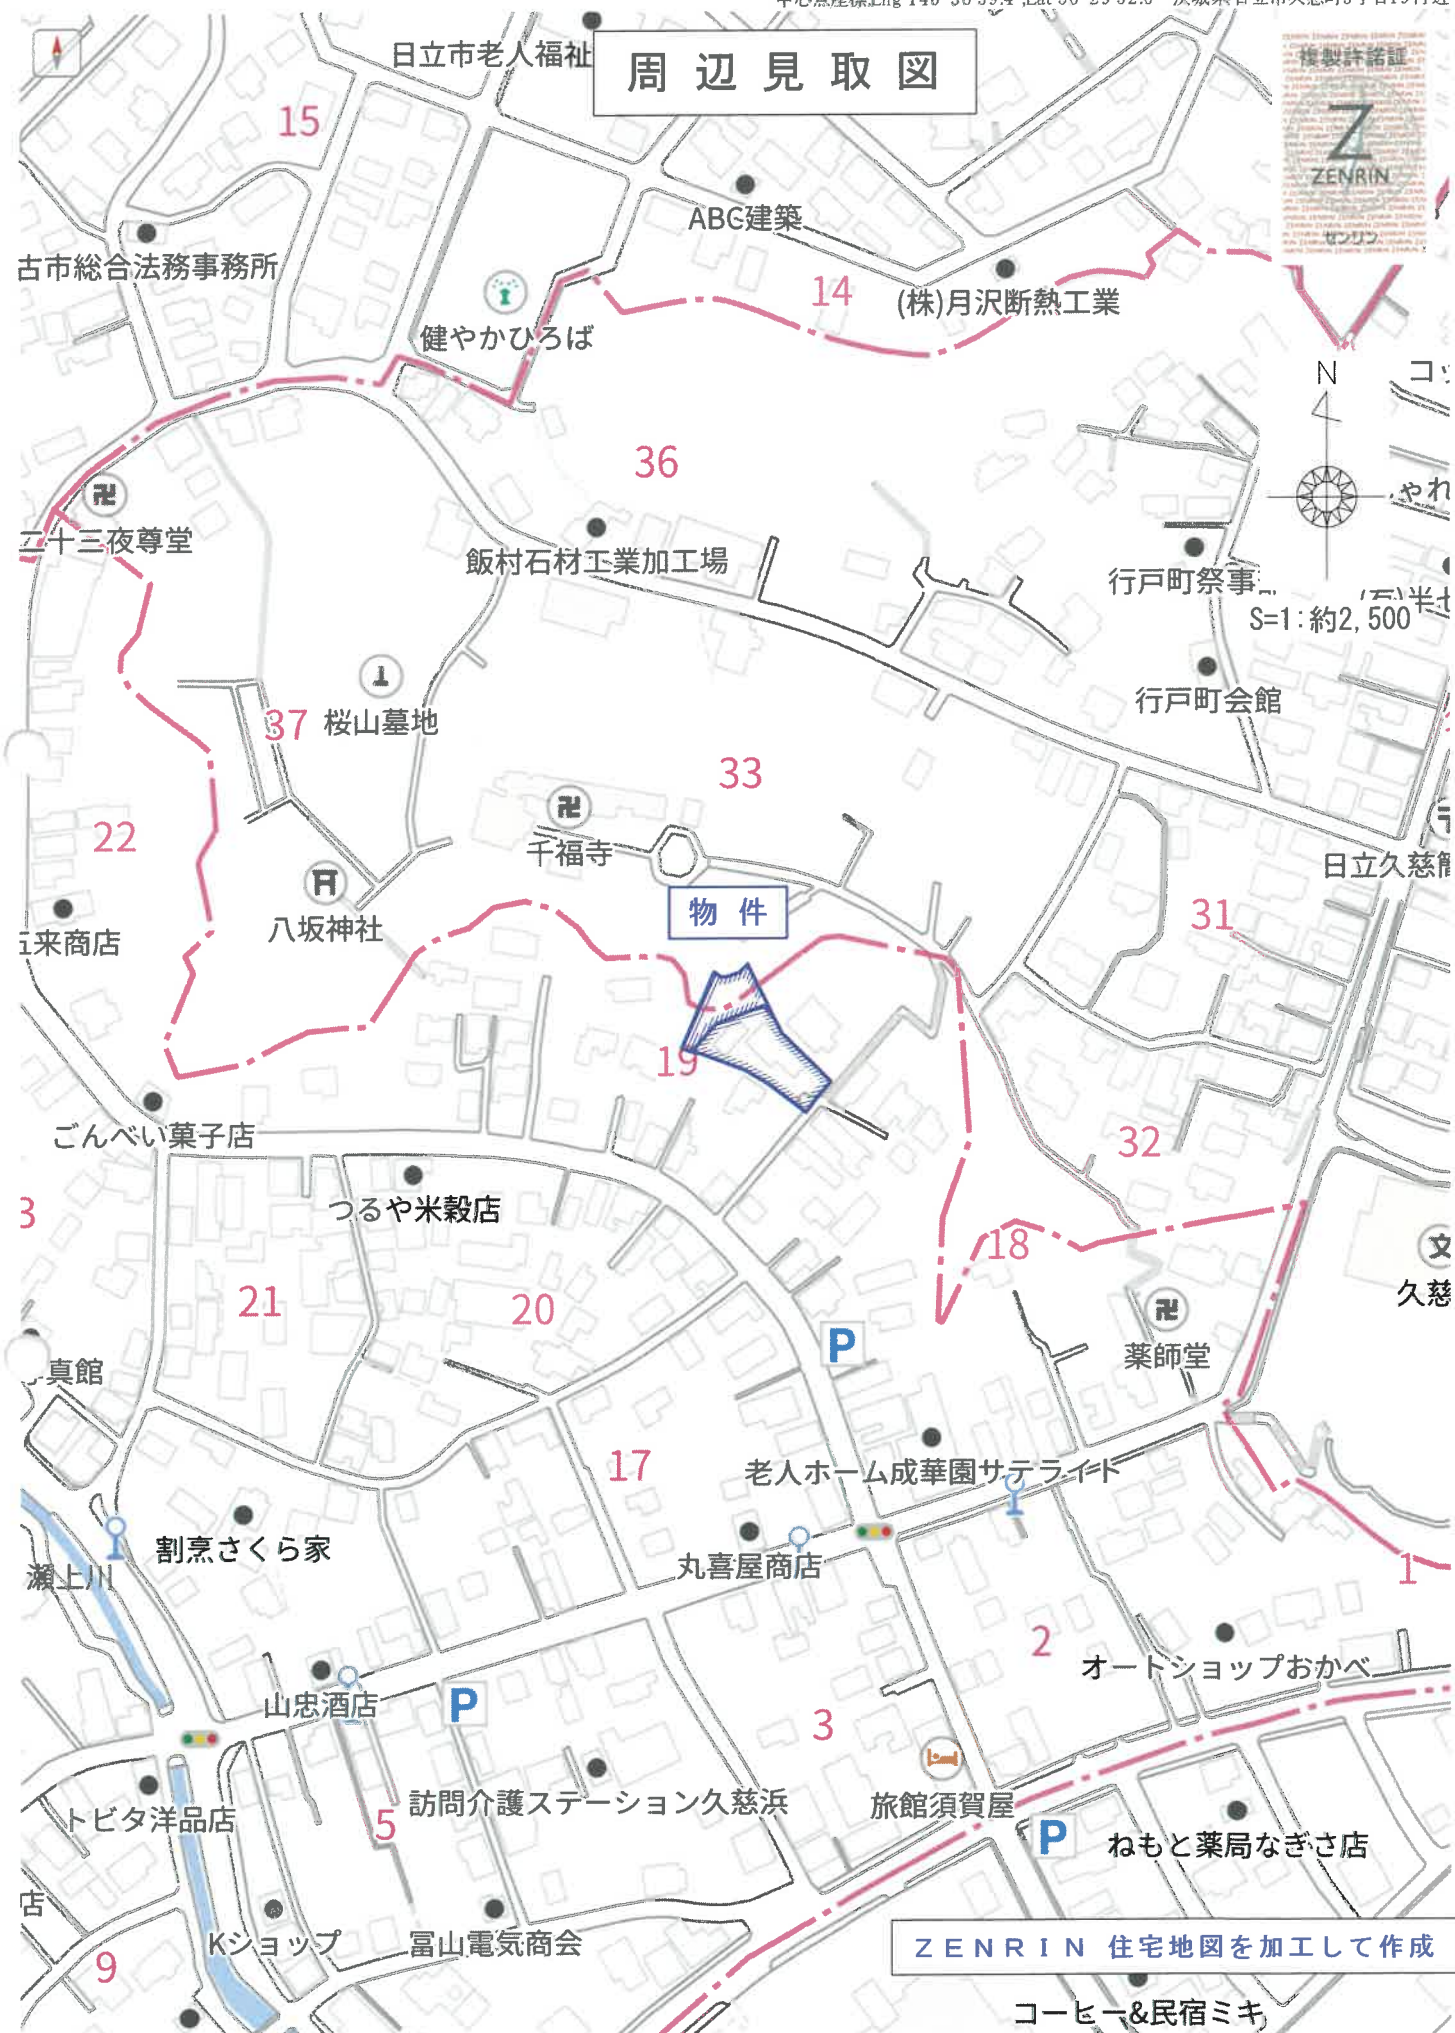 日立市老人福祉
周辺見取図
複製許諾証
Z
ZENRIN
ゼンリン
15
ABC建築
古市総合法務事務所
14
(株)月沢断熱工業
健やかひろば
N
36
二十三夜尊堂
飯村石材工業加工場
行戸町祭事
S=1:約2,500
行戸町会館
37
桜山墓地
33
22
千福寺
日立久慈
物件
31
八坂神社
来商店
19
ごんべい菓子店
32
つるや米穀店
3
18
21
20
文
久慈
P
薬師堂
真館
17
老人ホーム成華園サテライト
割烹さくら家
丸喜屋商店
瀬上川
1
2
オートショップおかべ
山忠酒店
P
3
訪問介護ステーション久慈浜
旅館須賀屋
トビタ洋品店
5
P
ねもと薬局なぎさ店
店
Kショップ
冨山電気商会
ZENRIN 住宅地図を加工して作成
9
コーヒー&民宿ミキ